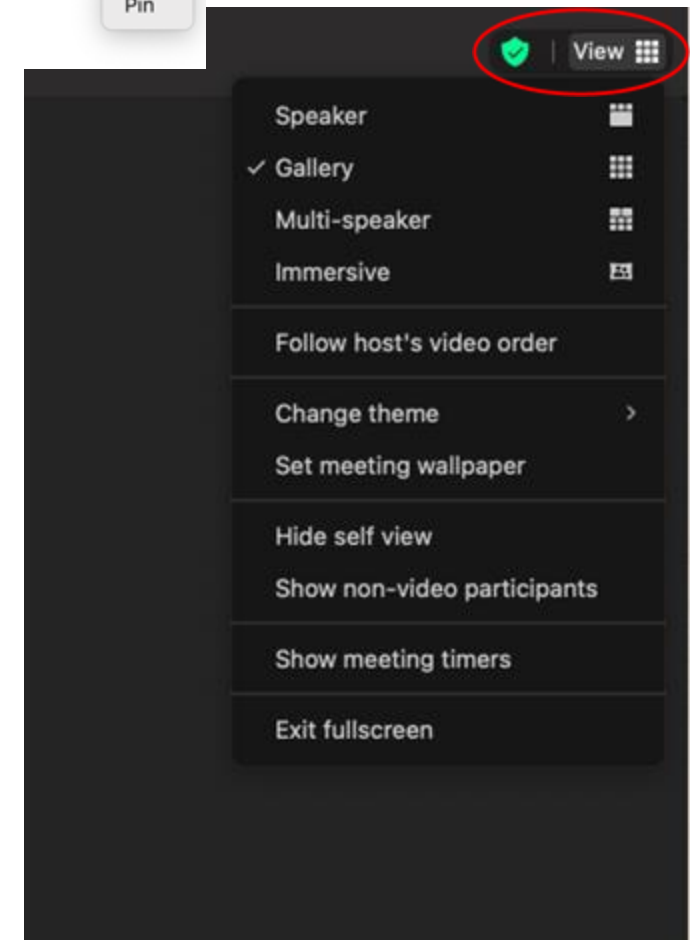 Pin
View
Speaker
Gallery
Multi-speaker
Immersive
Follow host's video order
Change theme
Set meeting wallpaper
Hide self view
Show non-video participants
Show meeting timers
Exit fullscreen